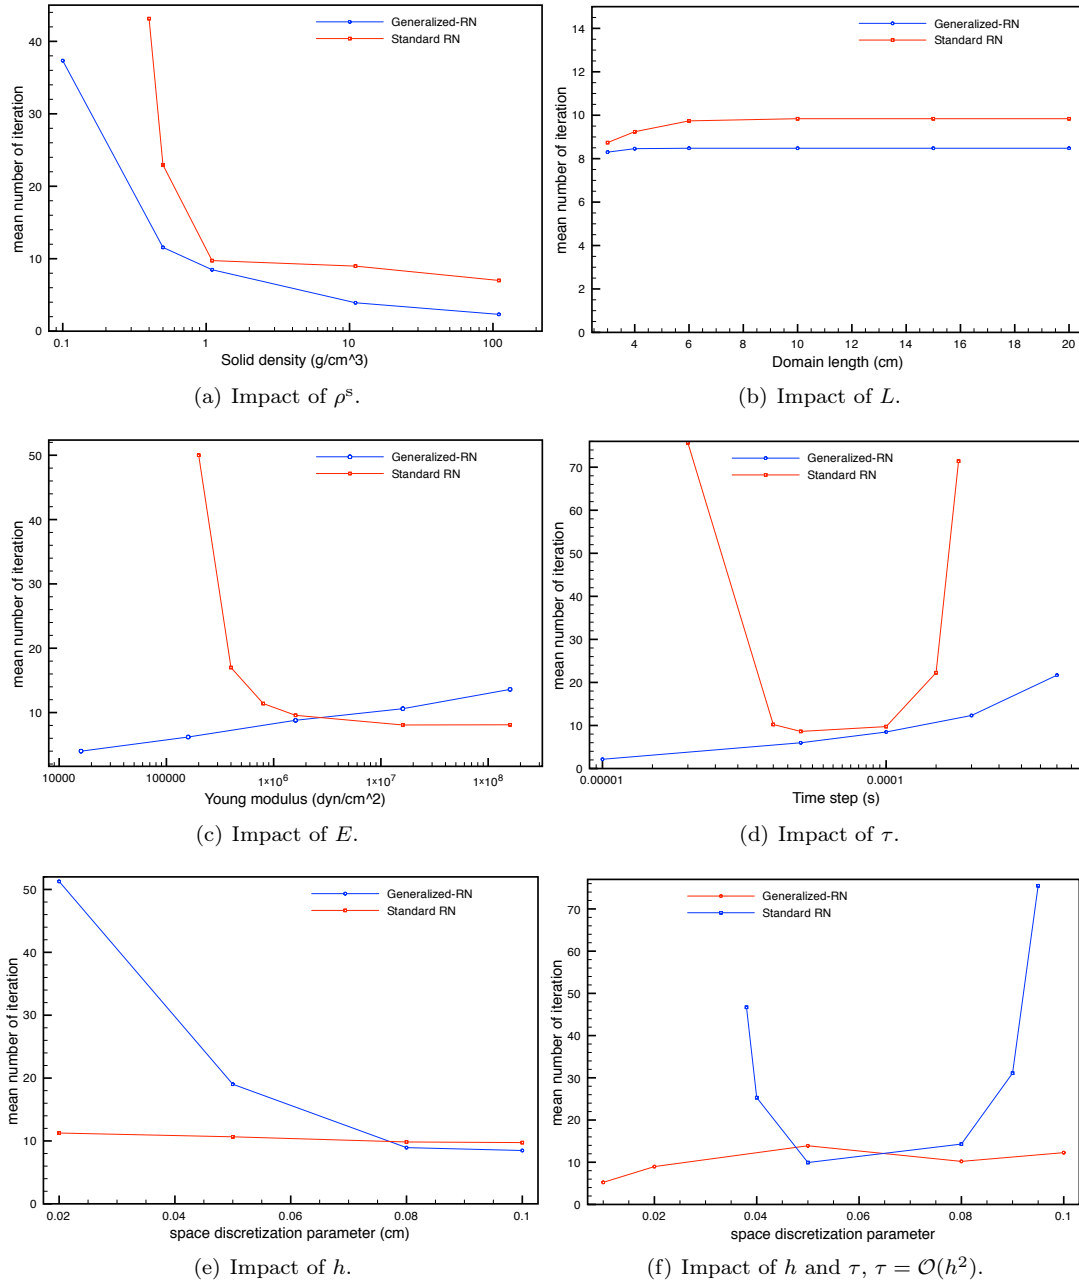 Generalized-RN
Standard RN
mean number of iteration
40
30
20
10
0
0.1
1
10
100
Solid density (g/cm^3)
(a) Impact of ρˢ.
Generalized-RN
Standard RN
mean number of iteration
14
12
10
8
6
4
2
0
4
6
8
10
12
14
16
18
20
Domain length (cm)
(b) Impact of L.
Generalized-RN
Standard RN
mean number of iteration
50
40
30
20
10
10000
100000
1×10⁶
1×10⁷
1×10⁸
Young modulus (dyn/cm^2)
(c) Impact of E.
Generalized-RN
Standard RN
mean number of iteration
70
60
50
40
30
20
10
0
0.00001
0.0001
Time step (s)
(d) Impact of τ.
Generalized-RN
Standard RN
mean number of iteration
50
40
30
20
10
0
0.02
0.04
0.06
0.08
0.1
space discretization parameter (cm)
(e) Impact of h.
Generalized-RN
Standard RN
mean number of iteration
70
60
50
40
30
20
10
0
0.02
0.04
0.06
0.08
0.1
space discretization parameter
(f) Impact of h and τ, τ = 𝒪(h²).